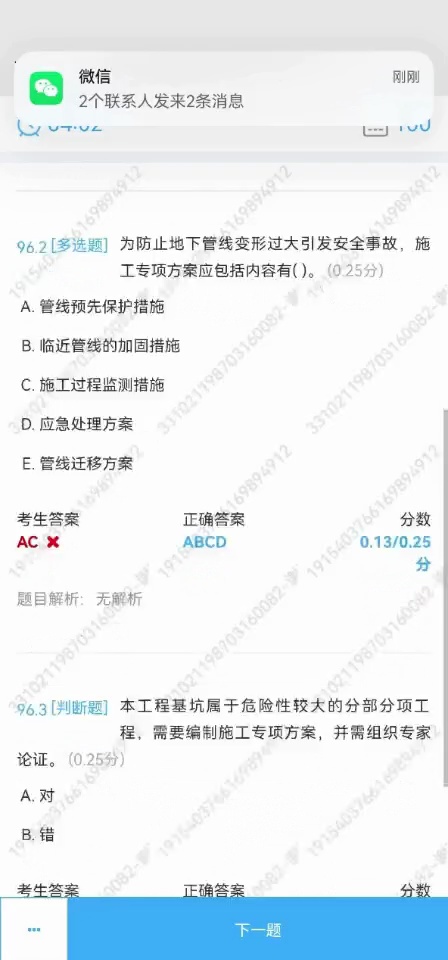 微信
刚刚
2个联系人发来2条消息
96.2 [多选题] 为防止地下管线变形过大引发安全事故，施
工专项方案应包括内容有( )。(0.25分)
A. 管线预先保护措施
B. 临近管线的加固措施
C. 施工过程监测措施
D. 应急处理方案
E. 管线迁移方案
考生答案 正确答案 分数
AC ✖ ABCD 0.13/0.25
分
题目解析： 无解析
96.3 [判断题] 本工程基坑属于危险性较大的分部分项工
程，需要编制施工专项方案，并需组织专家
论证。(0.25分)
A. 对
B. 错
考生答案 正确答案 分数
... 下一题